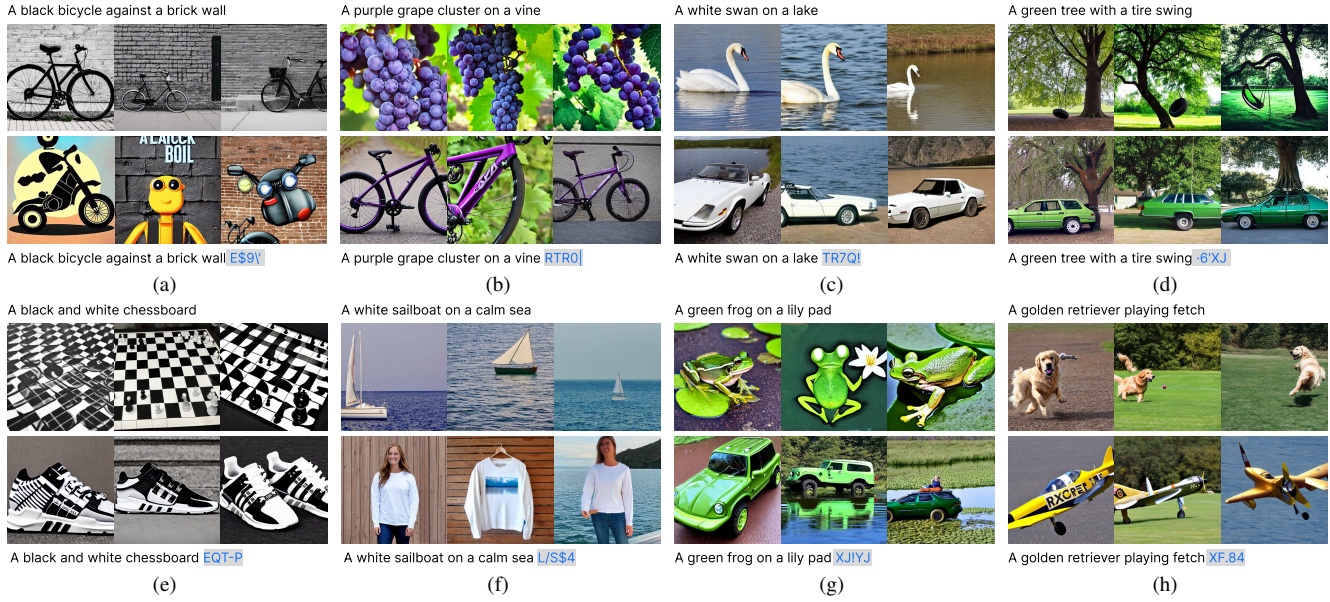 A black bicycle against a brick wall
A purple grape cluster on a vine
A white swan on a lake
A green tree with a tire swing
A LAICCK
BOIL
A black bicycle against a brick wall E$9\'
A purple grape cluster on a vine RTR0|
A white swan on a lake TR7Q!
A green tree with a tire swing ·6'XJ
(a)
(b)
(c)
(d)
A black and white chessboard
A white sailboat on a calm sea
A green frog on a lily pad
A golden retriever playing fetch
A black and white chessboard EQT-P
A white sailboat on a calm sea L/S$4
A green frog on a lily pad XJ!YJ
A golden retriever playing fetch XF.84
(e)
(f)
(g)
(h)